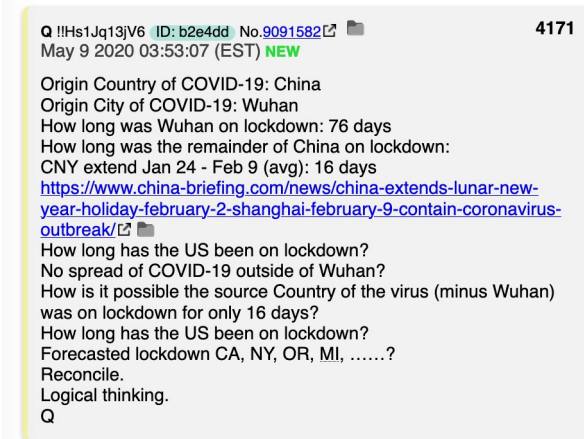 Q !!Hs1Jq13jV6 ID: b2e4dd No.9091582 4171
May 9 2020 03:53:07 (EST) NEW
Origin Country of COVID-19: China
Origin City of COVID-19: Wuhan
How long was Wuhan on lockdown: 76 days
How long was the remainder of China on lockdown:
CNY extend Jan 24 - Feb 9 (avg): 16 days
https://www.china-briefing.com/news/china-extends-lunar-new-
year-holiday-february-2-shanghai-february-9-contain-coronavirus-
outbreak/
How long has the US been on lockdown?
No spread of COVID-19 outside of Wuhan?
How is it possible the source Country of the virus (minus Wuhan)
was on lockdown for only 16 days?
How long has the US been on lockdown?
Forecasted lockdown CA, NY, OR, MI, ......?
Reconcile.
Logical thinking.
Q